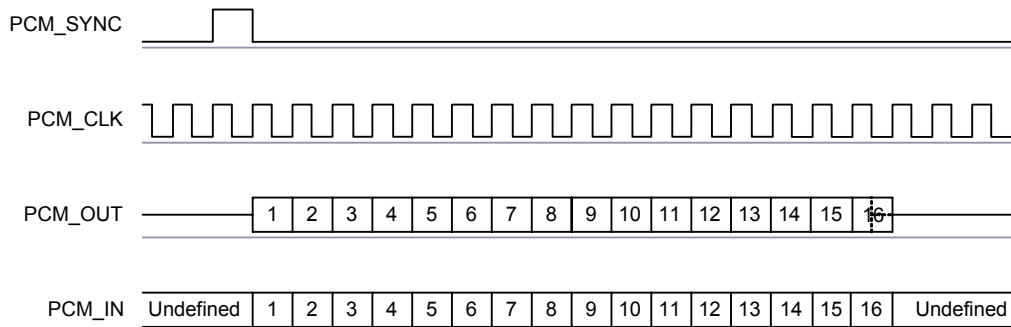 PCM_SYNC
PCM_CLK
PCM_OUT 1 2 3 4 5 6 7 8 9 10 11 12 13 14 15 16
PCM_IN Undefined 1 2 3 4 5 6 7 8 9 10 11 12 13 14 15 16 Undefined